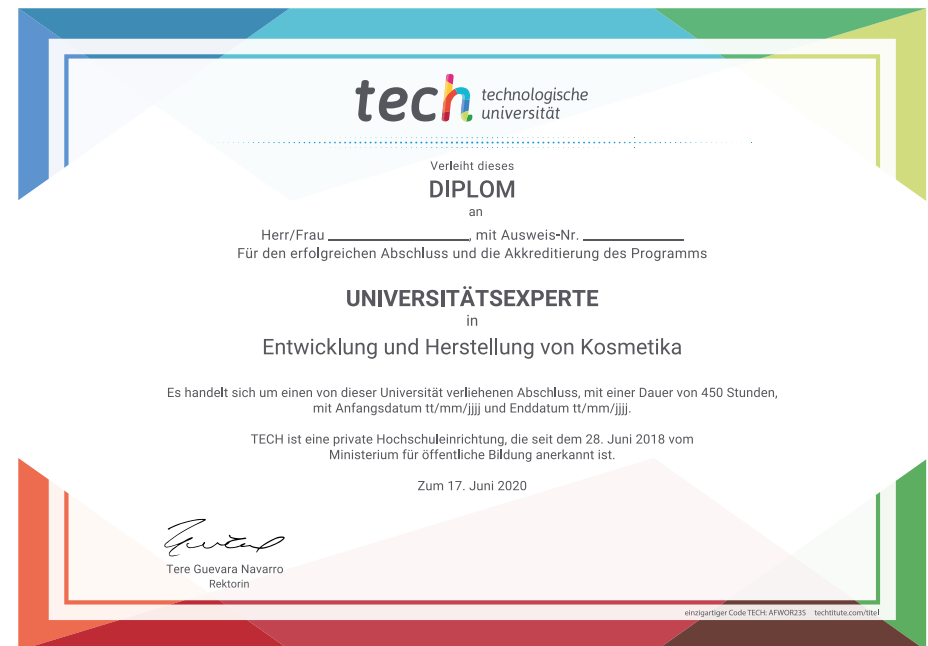 tech technologische
universität
Verleiht dieses
DIPLOM
an
Herr/Frau ____________, mit Ausweis-Nr. ____________
Für den erfolgreichen Abschluss und die Akkreditierung des Programms
UNIVERSITÄTSEXPERTE
in
Entwicklung und Herstellung von Kosmetika
Es handelt sich um einen von dieser Universität verliehenen Abschluss, mit einer Dauer von 450 Stunden,
mit Anfangsdatum tt/mm/jjjj und Enddatum tt/mm/jjjj.
TECH ist eine private Hochschuleinrichtung, die seit dem 28. Juni 2018 vom
Ministerium für öffentliche Bildung anerkannt ist.
Zum 17. Juni 2020
Tere Guevara Navarro
Rektorin
einzigartiger Code TECH: AFWOR23S techtitute.com/titel